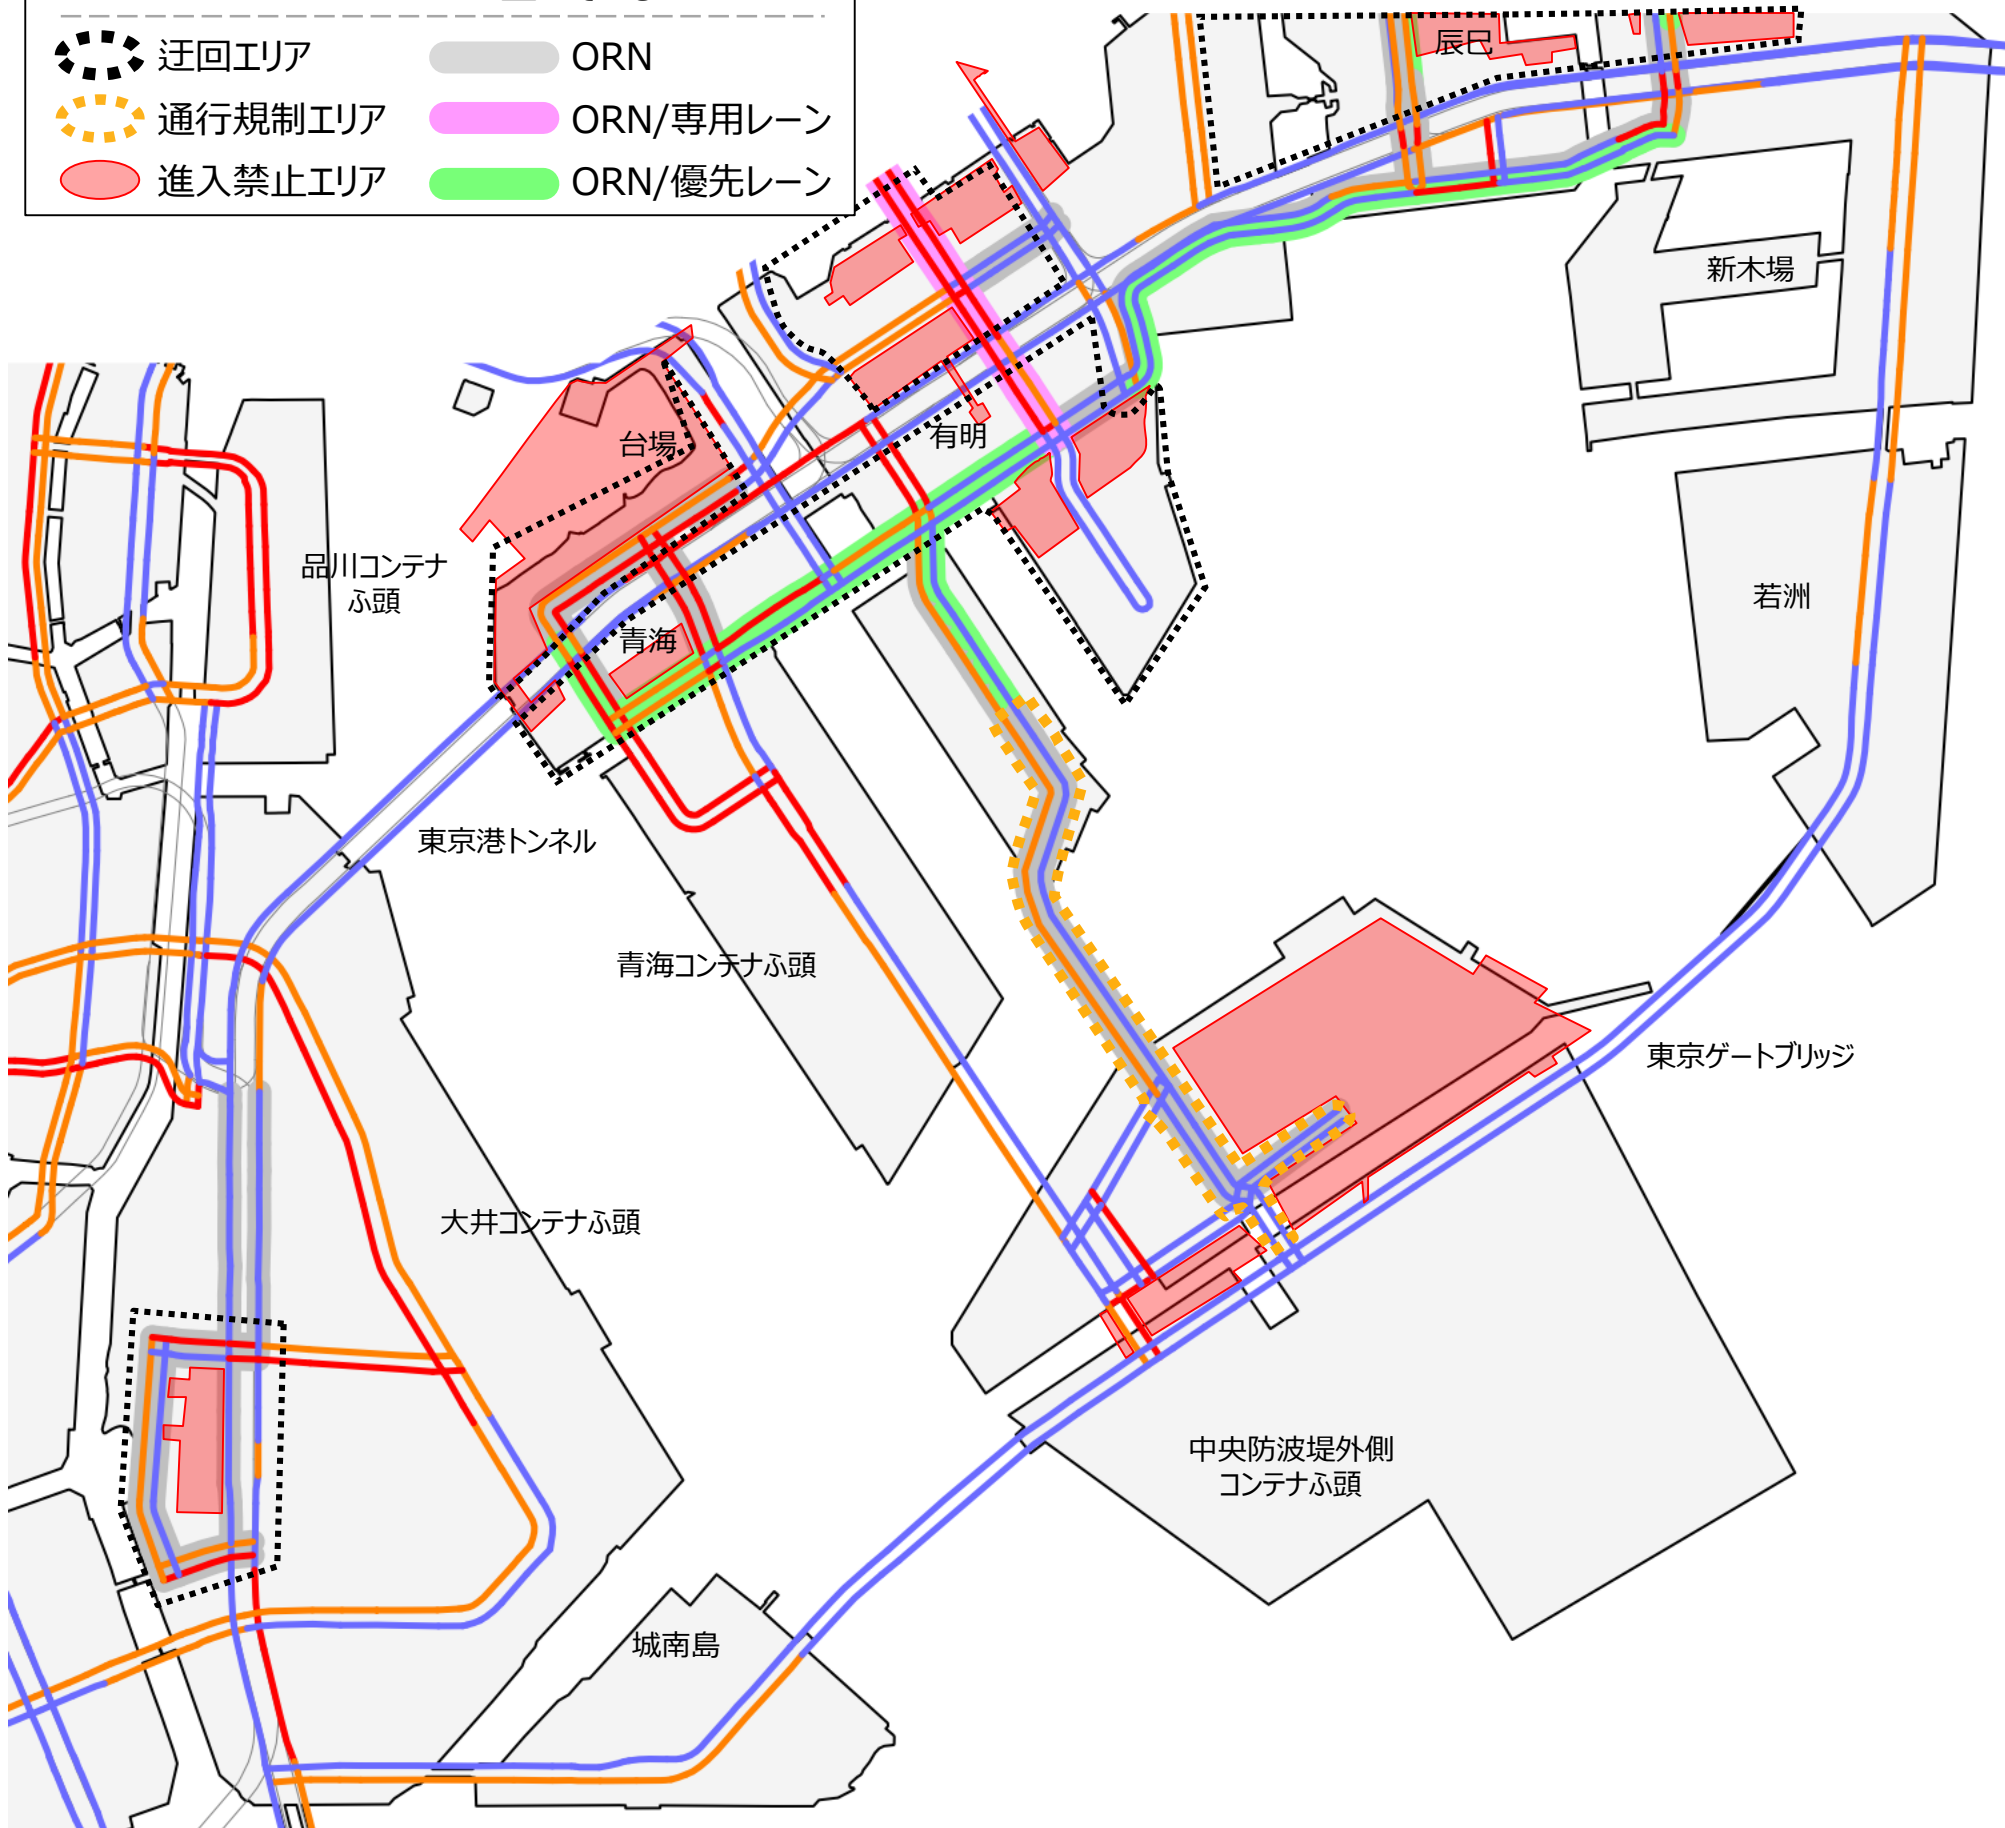 迂回エリア
ORN
通行規制エリア
ORN/専用レーン
進入禁止エリア
ORN/優先レーン
辰巳
新木場
有明
台場
品川コンテナ
ふ頭
若洲
青海
東京港トンネル
青海コンテナふ頭
東京ゲートブリッジ
大井コンテナふ頭
中央防波堤外側
コンテナふ頭
城南島